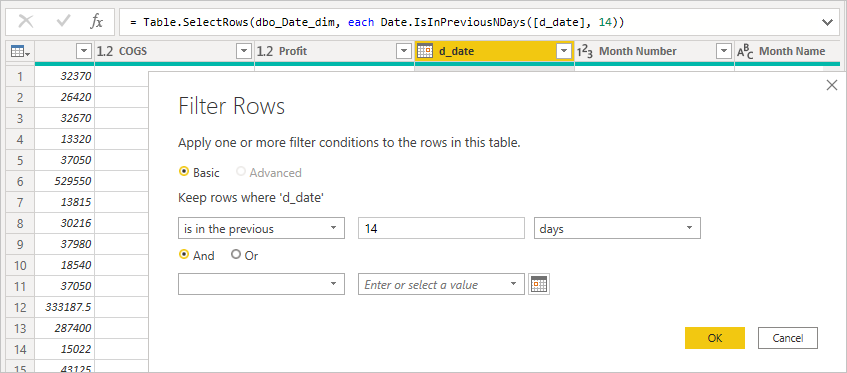 = Table.SelectRows(dbo_Date_dim, each Date.IsInPreviousNDays([d_date], 14))
1.2 COGS 1.2 Profit d_date 1²3 Month Number ABC Month Name
1 32370
2 26420
3 32670
4 13320
5 37050
6 529550
7 13815
8 30216
9 37980
10 18540
11 37050
12 333187.5
13 287400
14 15022
15 43125
Filter Rows
Apply one or more filter conditions to the rows in this table.
Basic Advanced
Keep rows where 'd_date'
is in the previous 14 days
And Or
Enter or select a value
OK Cancel